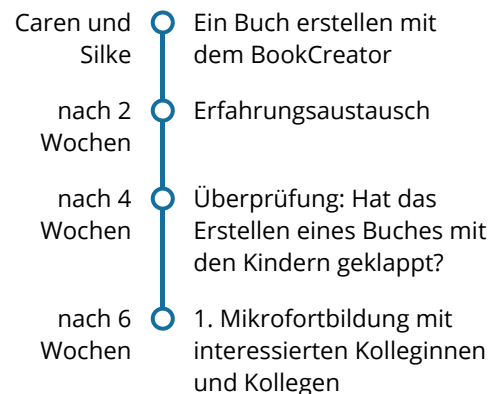 Caren und
Silke
Ein Buch erstellen mit
dem BookCreator
nach 2
Wochen
Erfahrungsaustausch
nach 4
Wochen
Überprüfung: Hat das
Erstellen eines Buches mit
den Kindern geklappt?
nach 6
Wochen
1. Mikrofortbildung mit
interessierten Kolleginnen
und Kollegen